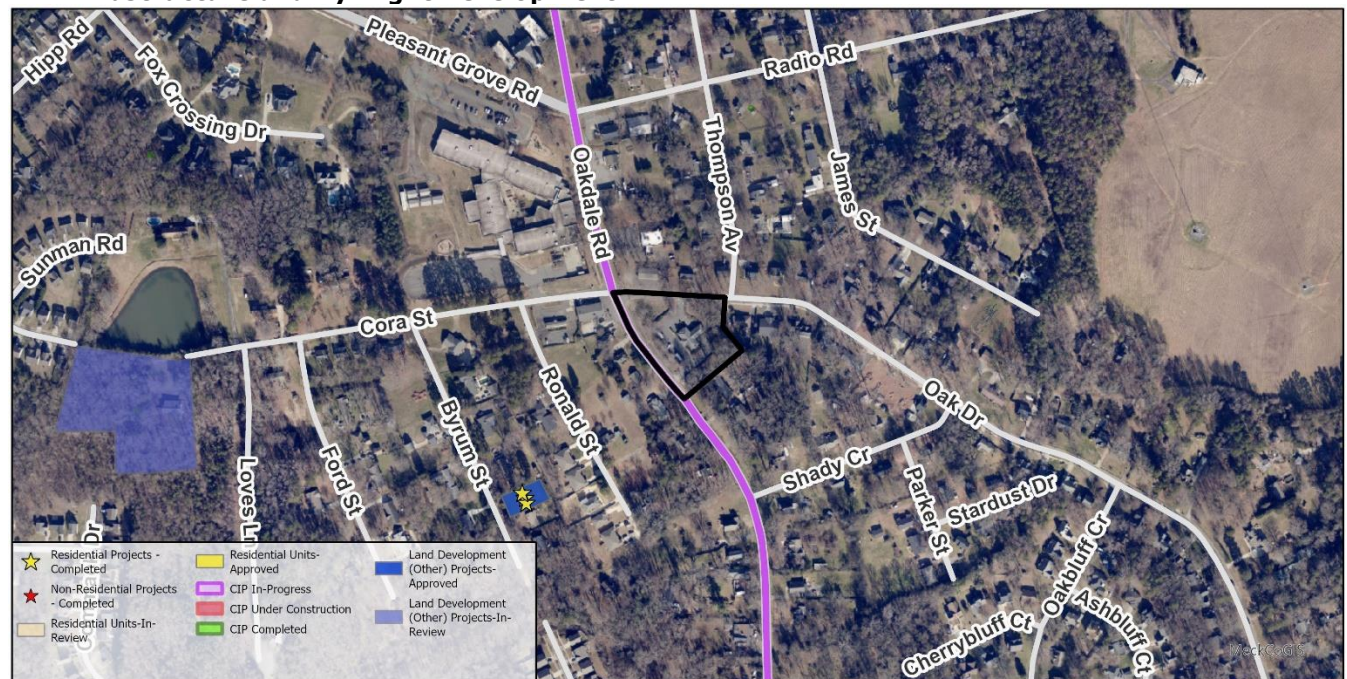 Hipp Rd
Fox Crossing Dr
Pleasant Grove Rd
Radio Rd
Oakdale Rd
Thompson Av
James St
Sunman Rd
Cora St
Ronald St
Byrum St
Ford St
Loves Ln
Oak Dr
Shady Cr
Parker St
Stardust Dr
Oakbluff Cr
Ashbluff Ct
Cherrybluff Ct
Dr
Residential Projects -
Completed
Non-Residential Projects
- Completed
Residential Units-In-
Review
Residential Units-
Approved
CIP In-Progress
CIP Under Construction
CIP Completed
Land Development
(Other) Projects-
Approved
Land Development
(Other) Projects-In-
Review
MeckCoGIS